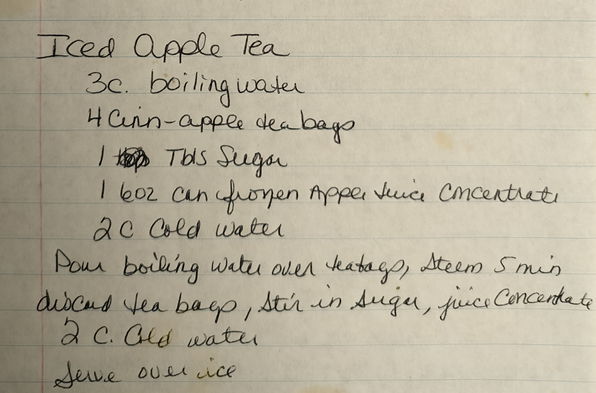 Iced Apple Tea
3c. boiling water
4 Cinn-apple tea bags
1 Tbls Sugar
1 6oz can frozen Apple Juice Concentrate
2 C Cold water
Pour boiling water over teabags, Steem 5 min
discard tea bags, Stir in Sugar, juice Concentrate
2 C. Cold water
Serve over ice